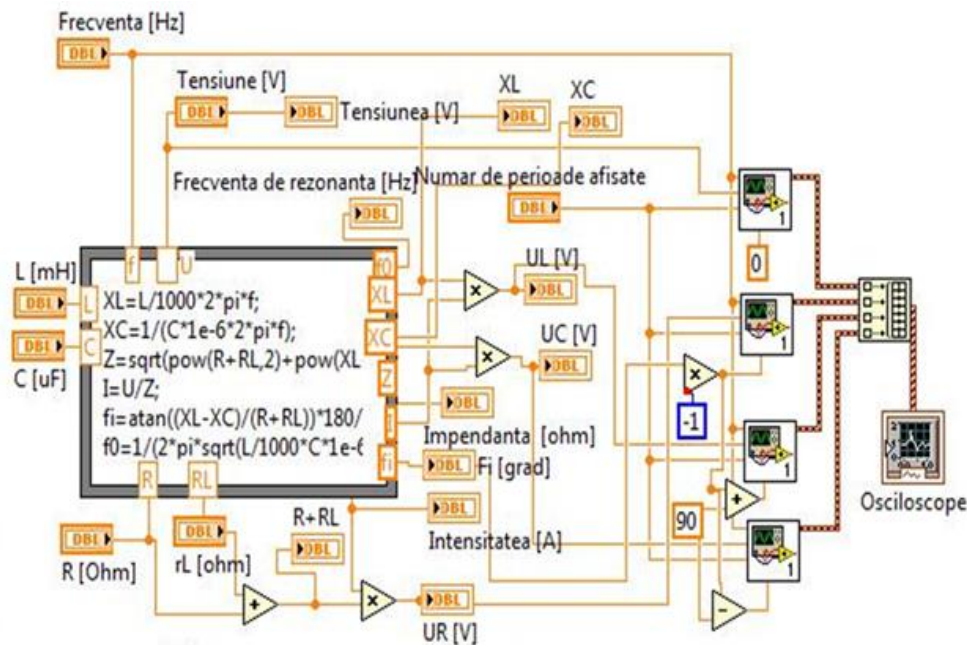 Frecventa [Hz]
DBL
Tensiune [V]
DBL
DBL
Tensiunea [V]
XL
DBL
XC
DBL
Frecventa de rezonanta [Hz]
DBL
Numar de perioade afisate
DBL
1
0
L [mH]
DBL
C [uF]
DBL
f
U
L
C
XL=L/1000*2*pi*f;
XC=1/(C*1e-6*2*pi*f);
Z=sqrt(pow(R+RL,2)+pow(XL
I=U/Z;
fi=atan((XL-XC)/(R+RL))*180/
f0=1/(2*pi*sqrt(L/1000*C*1e-6
R
RL
f0
XL
XC
Z
I
fi
×
UL [V]
DBL
×
UC [V]
DBL
1
×
-1
DBL
Impendanta [ohm]
DBL
Fi [grad]
DBL
Intensitatea [A]
90
+
1
1
−
Osciloscope
R [Ohm]
DBL
rL [ohm]
DBL
R+RL
DBL
+
×
DBL
UR [V]